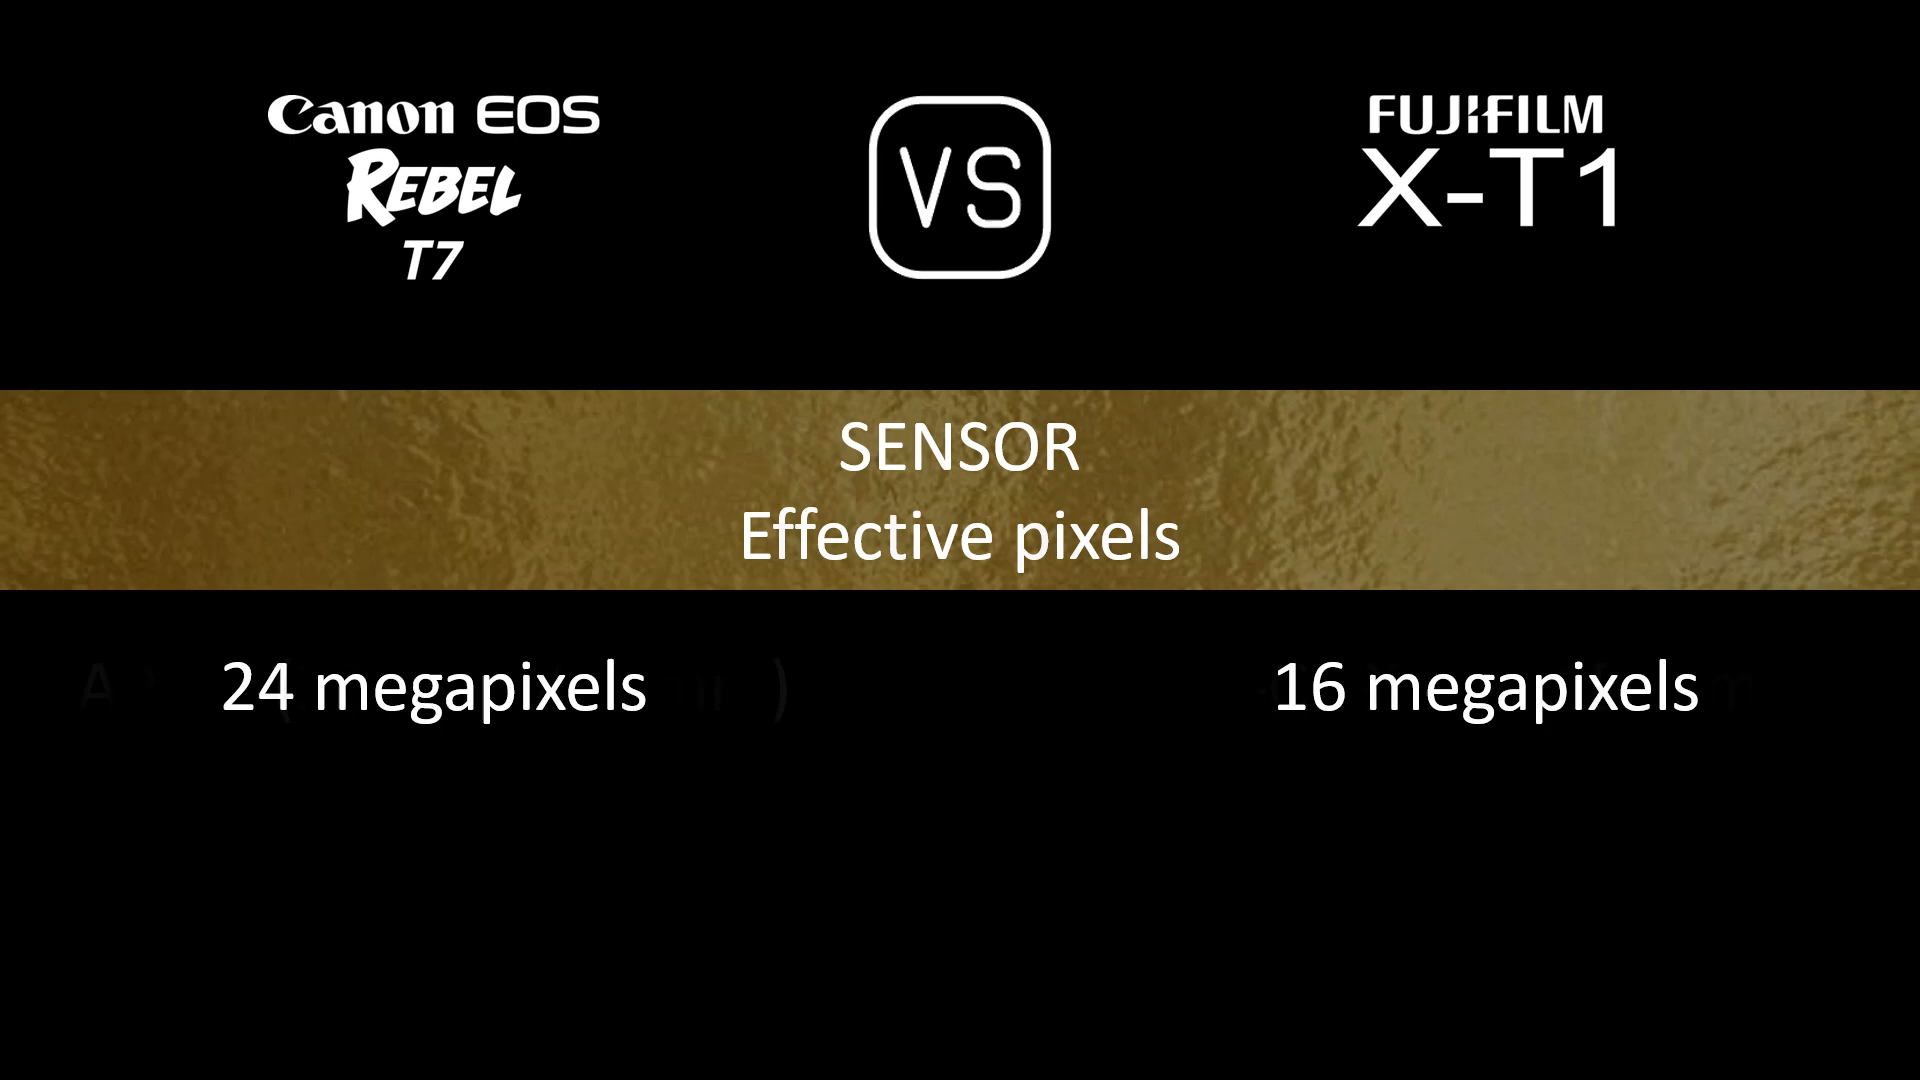 Canon EOS
REBEL
T7
VS
FUJIFILM
X-T1
SENSOR
Effective pixels
24 megapixels
16 megapixels